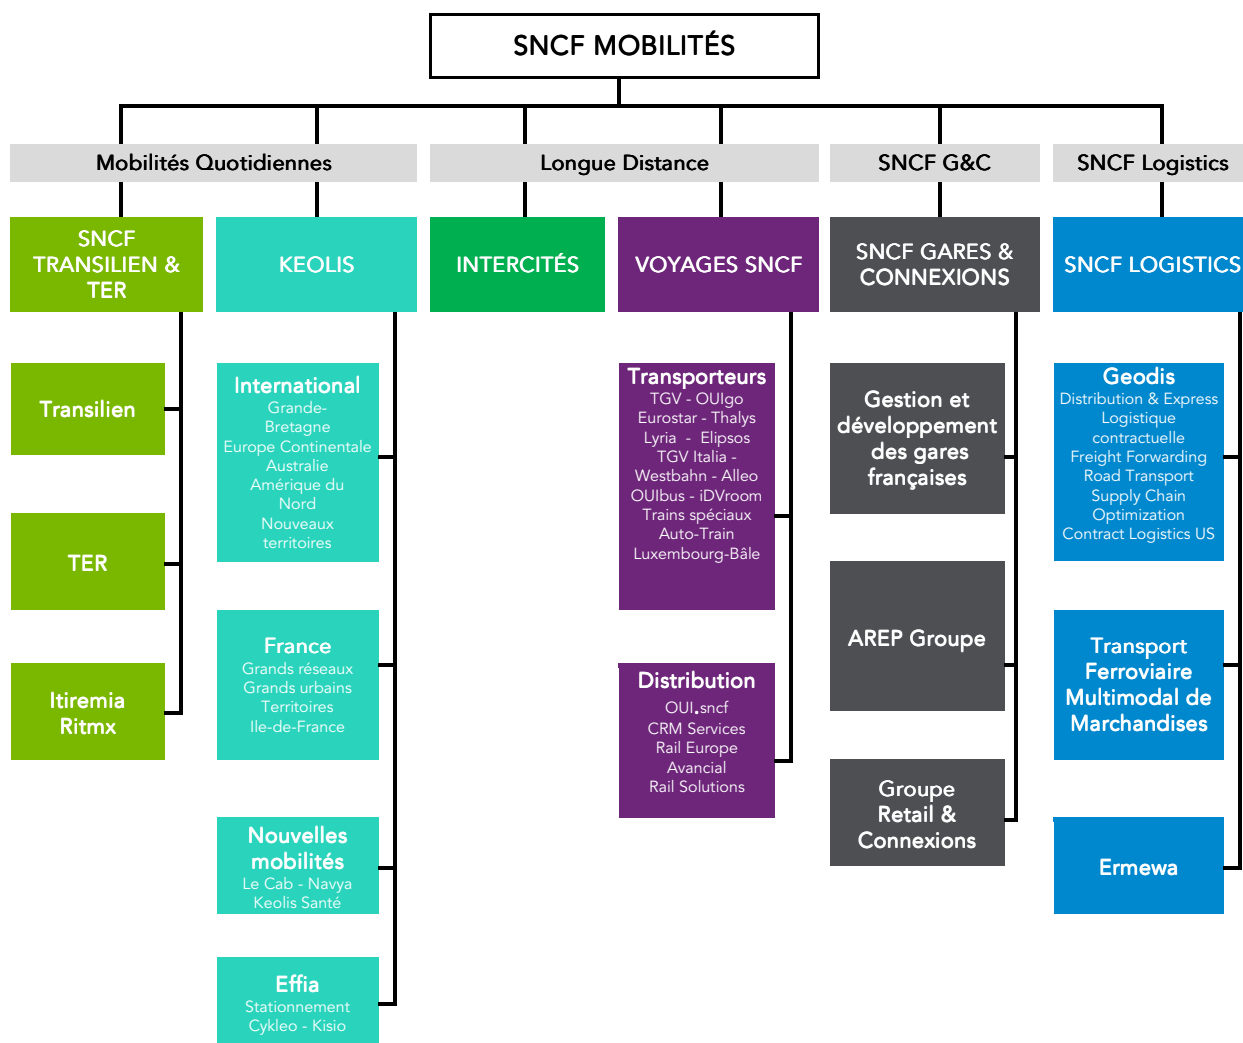 SNCF MOBILITÉS
Mobilités Quotidiennes
Longue Distance
SNCF G&C
SNCF Logistics
SNCF
TRANSILIEN &
TER
KEOLIS
INTERCITÉS
VOYAGES SNCF
SNCF GARES &
CONNEXIONS
SNCF LOGISTICS
Transilien
TER
Itiremia
Ritmx
International
Grande-
Bretagne
Europe Continentale
Australie
Amérique du
Nord
Nouveaux
territoires
France
Grands réseaux
Grands urbains
Territoires
Ile-de-France
Nouvelles
mobilités
Le Cab - Navya
Keolis Santé
Effia
Stationnement
Cykleo - Kisio
Transporteurs
TGV - OUIgo
Eurostar - Thalys
Lyria - Elipsos
TGV Italia -
Westbahn - Alleo
OUIbus - iDVroom
Trains spéciaux
Auto-Train
Luxembourg-Bâle
Distribution
OUI.sncf
CRM Services
Rail Europe
Avancial
Rail Solutions
Gestion et
développement
des gares
françaises
AREP Groupe
Groupe
Retail &
Connexions
Geodis
Distribution & Express
Logistique
contractuelle
Freight Forwarding
Road Transport
Supply Chain
Optimization
Contract Logistics US
Transport
Ferroviaire
Multimodal de
Marchandises
Ermewa